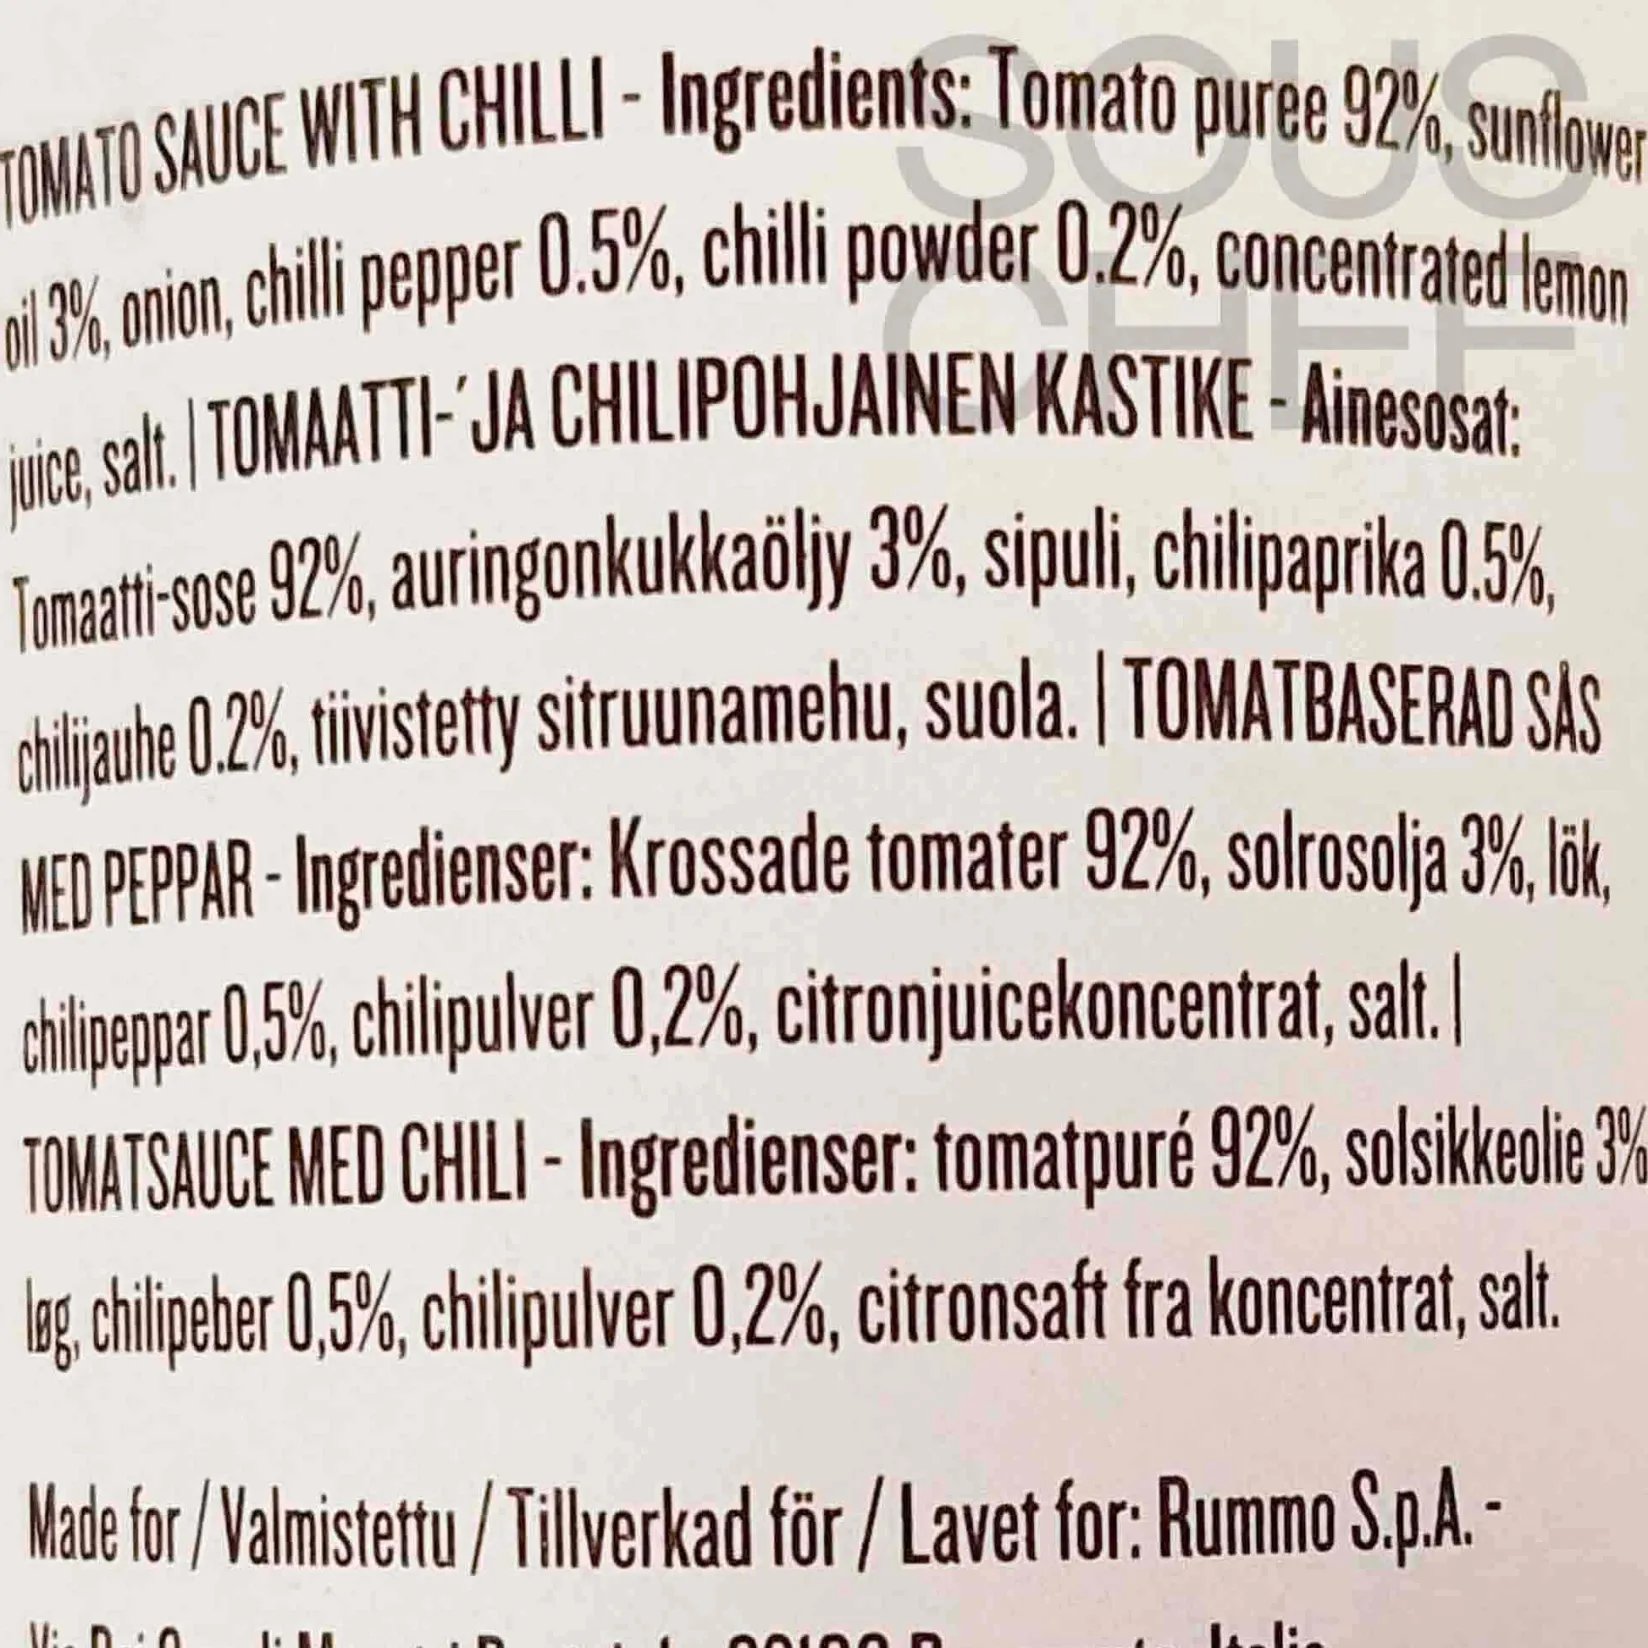 SOUS
CHEF
TOMATO SAUCE WITH CHILLI - Ingredients: Tomato puree 92%, sunflower
oil 3%, onion, chilli pepper 0.5%, chilli powder 0.2%, concentrated lemon
juice, salt. | TOMAATTI-´JA CHILIPOHJAINEN KASTIKE - Ainesosat:
Tomaatti-sose 92%, auringonkukkaöljy 3%, sipuli, chilipaprika 0.5%,
chilijauhe 0.2%, tiivistetty sitruunamehu, suola. | TOMATBASERAD SÅS
MED PEPPAR - Ingredienser: Krossade tomater 92%, solrosolja 3%, lök,
chilipeppar 0,5%, chilipulver 0,2%, citronjuicekoncentrat, salt. |
TOMATSAUCE MED CHILI - Ingredienser: tomatpuré 92%, solsikkeolie 3%
løg, chilipeber 0,5%, chilipulver 0,2%, citronsaft fra koncentrat, salt.
Made for / Valmistettu / Tillverkad för / Lavet for: Rummo S.p.A. -